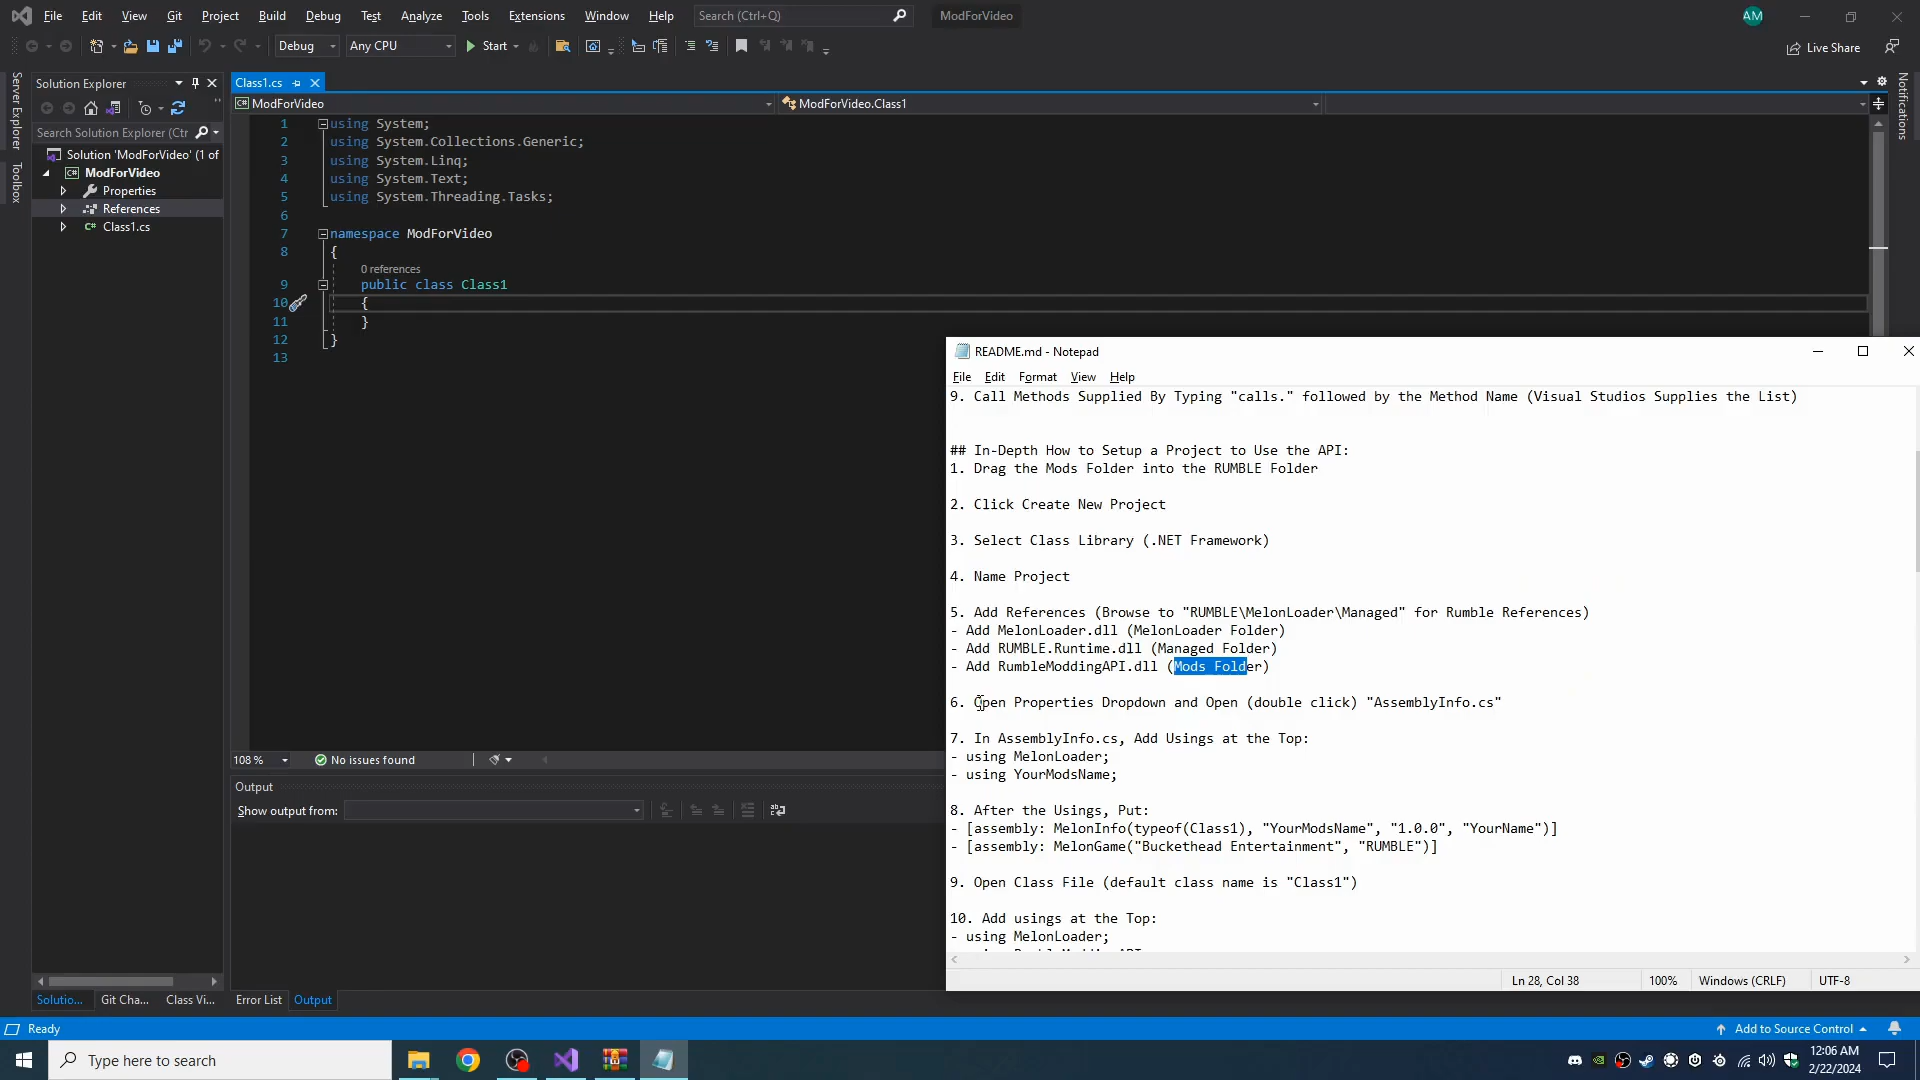 File Edit View Git Project Build Debug Test Analyze Tools Extensions Window Help Search (Ctrl+Q) ModForVideo AM
Debug Any CPU Start Live Share
Server Explorer
Toolbox
Solution Explorer
Search Solution Explorer (Ctr
Solution 'ModForVideo' (1 of
ModForVideo
Properties
References
Class1.cs
Solutio... Git Cha... Class Vi...
Class1.cs
ModForVideo ModForVideo.Class1
1 using System;
2 using System.Collections.Generic;
3 using System.Linq;
4 using System.Text;
5 using System.Threading.Tasks;
6
7 namespace ModForVideo
8 {
0 references
9 public class Class1
10 {
11 }
12 }
13
108 % No issues found
Output
Show output from:
Error List Output
Notifications
README.md - Notepad
File Edit Format View Help
9. Call Methods Supplied By Typing "calls." followed by the Method Name (Visual Studios Supplies the List)
## In-Depth How to Setup a Project to Use the API:
1. Drag the Mods Folder into the RUMBLE Folder
2. Click Create New Project
3. Select Class Library (.NET Framework)
4. Name Project
5. Add References (Browse to "RUMBLE\MelonLoader\Managed" for Rumble References)
- Add MelonLoader.dll (MelonLoader Folder)
- Add RUMBLE.Runtime.dll (Managed Folder)
- Add RumbleModdingAPI.dll (Mods Folder)
6. Open Properties Dropdown and Open (double click) "AssemblyInfo.cs"
7. In AssemblyInfo.cs, Add Usings at the Top:
- using MelonLoader;
- using YourModsName;
8. After the Usings, Put:
- [assembly: MelonInfo(typeof(Class1), "YourModsName", "1.0.0", "YourName")]
- [assembly: MelonGame("Buckethead Entertainment", "RUMBLE")]
9. Open Class File (default class name is "Class1")
10. Add usings at the Top:
- using MelonLoader;
Ln 28, Col 38 100% Windows (CRLF) UTF-8
Ready Add to Source Control
Type here to search
12:06 AM
2/22/2024